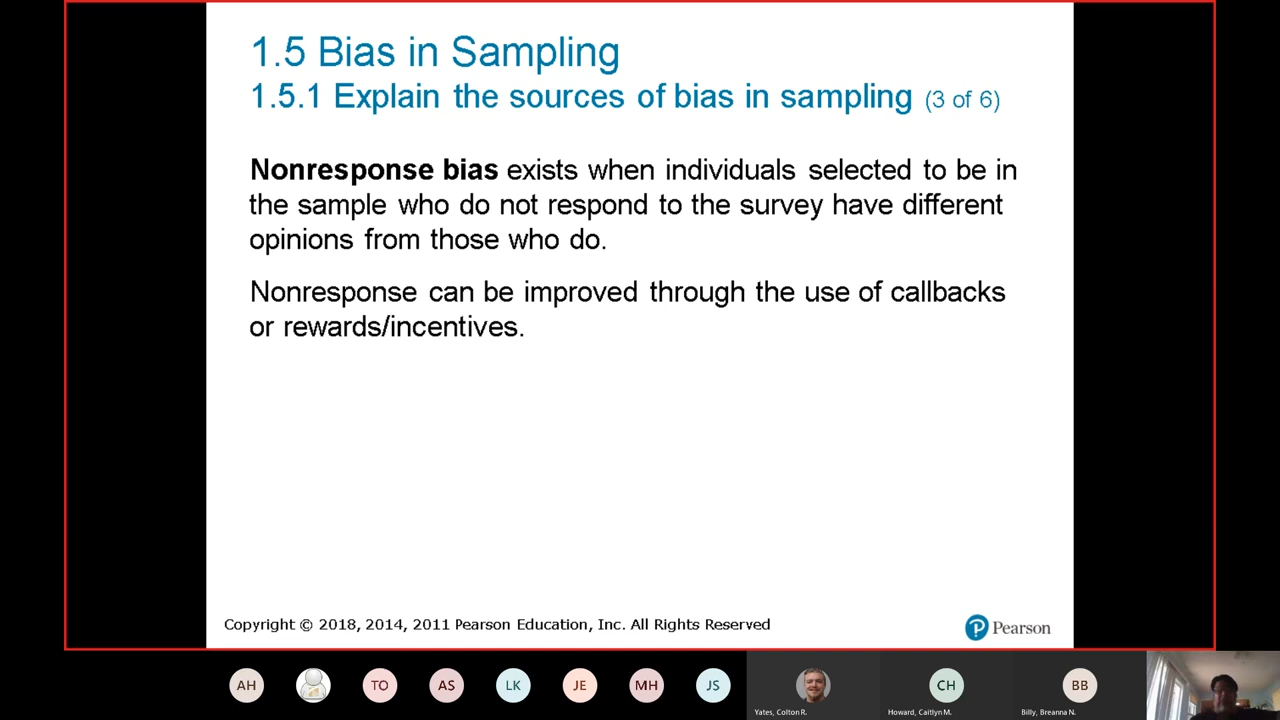 1.5 Bias in Sampling
1.5.1 Explain the sources of bias in sampling (3 of 6)
Nonresponse bias exists when individuals selected to be in
the sample who do not respond to the survey have different
opinions from those who do.
Nonresponse can be improved through the use of callbacks
or rewards/incentives.
Copyright © 2018, 2014, 2011 Pearson Education, Inc. All Rights Reserved
P Pearson
AH TO AS LK JE MH JS CH BB
Yates, Colton R. Howard, Caitlyn M. Billy, Breanna N.